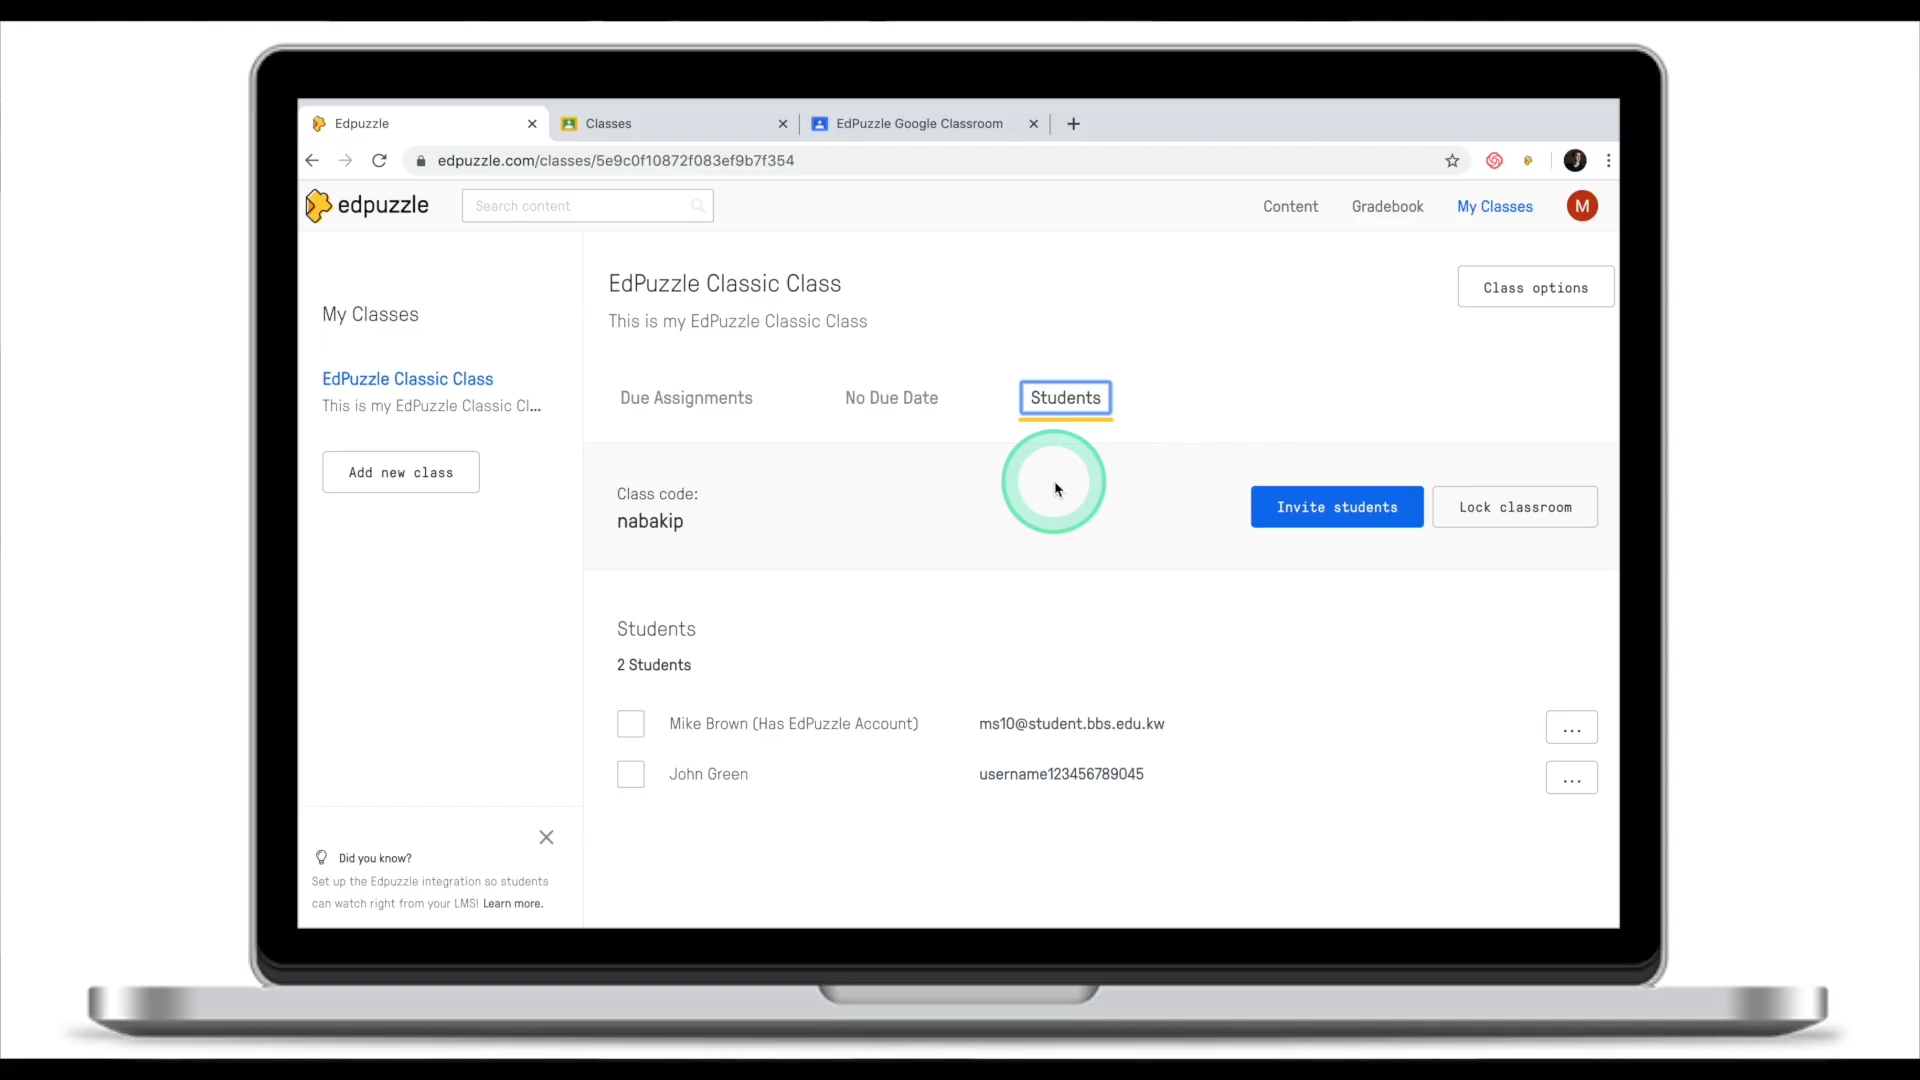 Edpuzzle
Classes
EdPuzzle Google Classroom
edpuzzle.com/classes/5e9c0f10872f083ef9b7f354
edpuzzle
Search content
Content
Gradebook
My Classes
M
My Classes
EdPuzzle Classic Class
This is my EdPuzzle Classic Cl...
Add new class
EdPuzzle Classic Class
This is my EdPuzzle Classic Class
Class options
Due Assignments
No Due Date
Students
Class code:
nabakip
Invite students
Lock classroom
Students
2 Students
Mike Brown (Has EdPuzzle Account)
ms10@student.bbs.edu.kw
...
John Green
username123456789045
...
Did you know?
Set up the Edpuzzle integration so students
can watch right from your LMS! Learn more.